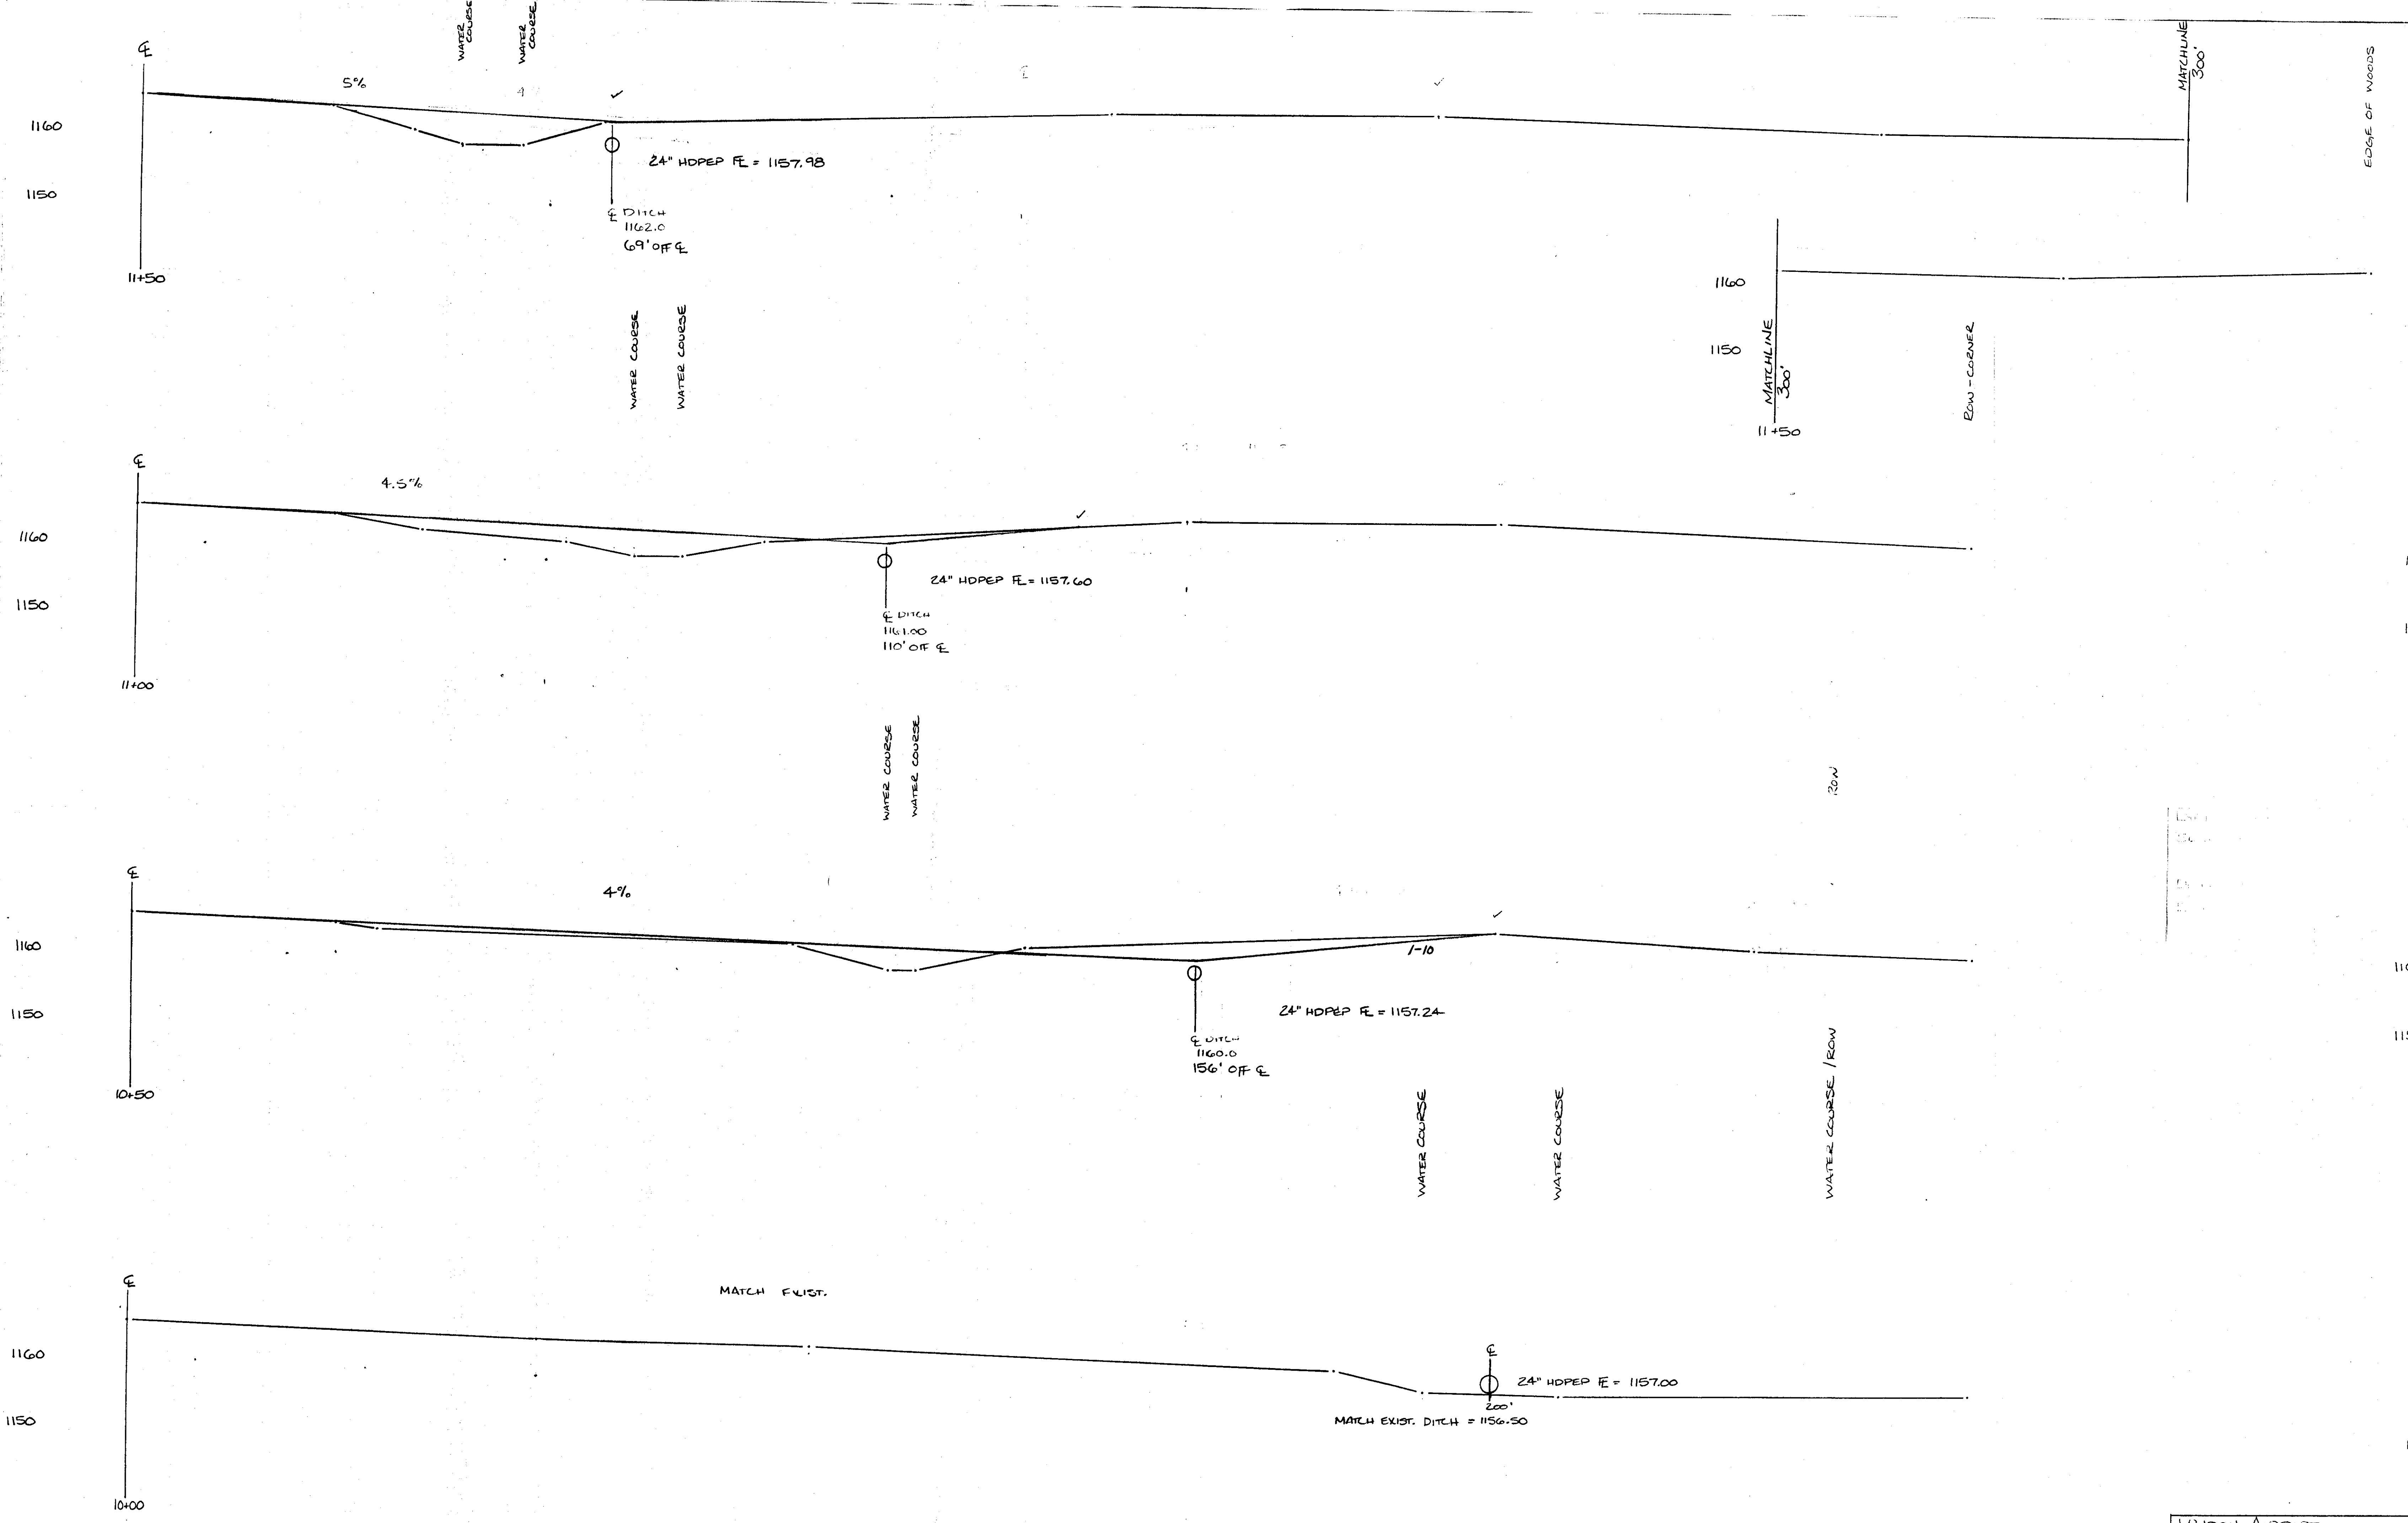 WATER
COURSE
WATER
COURSE
MATCHLINE
300'
EDGE OF WOODS
℄
5%
4
1160
24" HDPEP FL = 1157.98
1150
℄ DITCH
1162.0
69' OFF ℄
11+50
1160
1150
MATCHLINE
300'
ROW - CORNER
11+50
WATER COURSE
WATER COURSE
℄
4.5%
1160
24" HDPEP FL = 1157.60
1150
℄ DITCH
1161.00
110' OFF ℄
11+00
WATER COURSE
WATER COURSE
ROW
℄
4%
1160
1-10
1150
24" HDPEP FL = 1157.24
℄ DITCH
1160.0
156' OFF ℄
10+50
WATER COURSE
WATER COURSE
WATER COURSE / ROW
℄
MATCH EXIST.
1160
℄
24" HDPEP FL = 1157.00
200'
1150
MATCH EXIST. DITCH = 1156.50
10+00